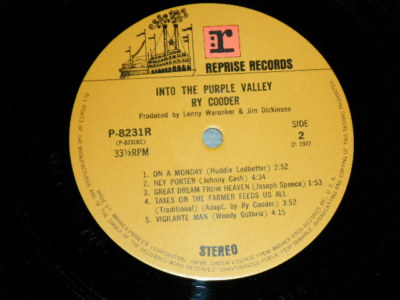 REPRISE RECORDS
INTO THE PURPLE VALLEY
RY COODER
Produced by Lenny Waronker & Jim Dickinson
P-8231R
(P-8231R2)
33⅓RPM
SIDE
2
℗ 1972
1. ON A MONDAY (Huddie Ledbetter) 2:52
2. HEY PORTER (Johnny Cash) 4:34
3. GREAT DREAM FROM HEAVEN (Joseph Spence) 1:53
4. TAXES ON THE FARMER FEEDS US ALL
(Traditional) (Adapt. by Ry Cooder) 3:52
5. VIGILANTE MAN (Woody Guthrie) 4:15
STEREO